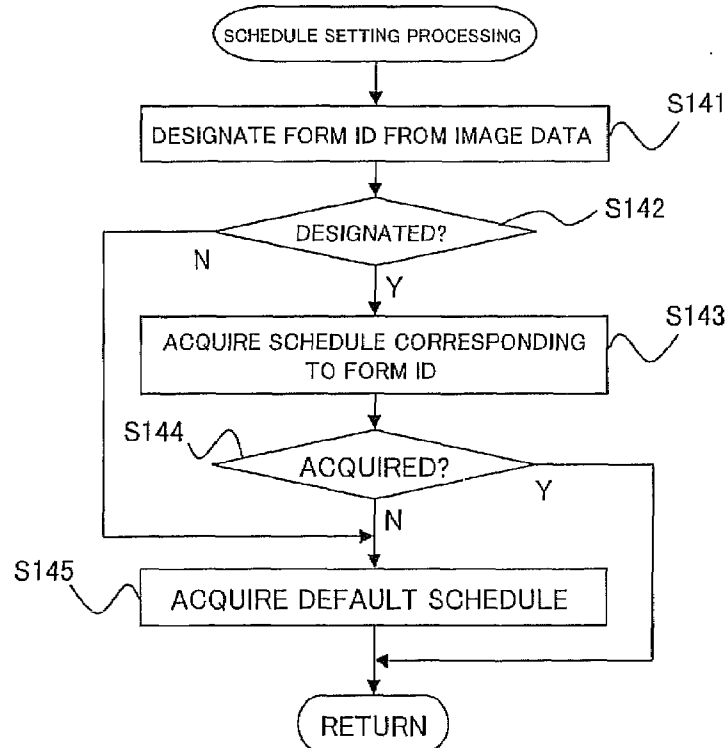 SCHEDULE SETTING PROCESSING
S141
DESIGNATE FORM ID FROM IMAGE DATA
S142
DESIGNATED?
N
Y
S143
ACQUIRE SCHEDULE CORRESPONDING
TO FORM ID
S144
ACQUIRED?
Y
N
S145
ACQUIRE DEFAULT SCHEDULE
RETURN